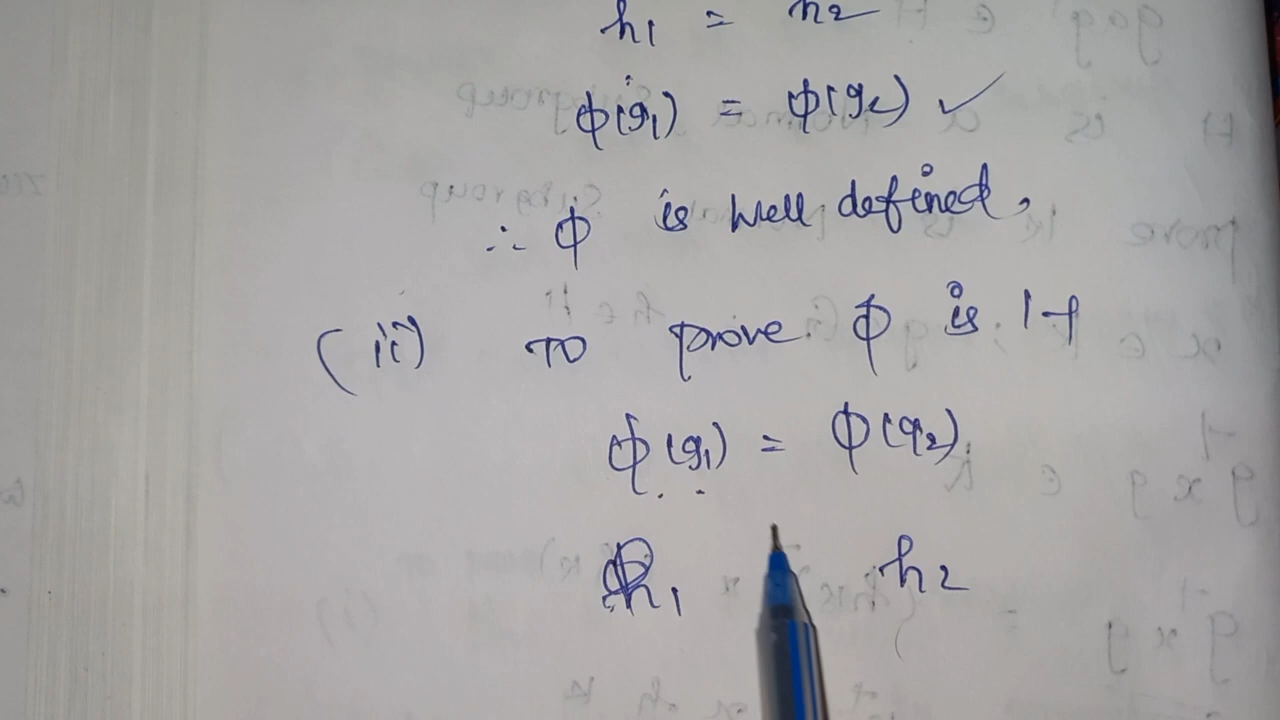 h₁ = h₂
φ(g₁) = φ(g₂) ✓
∴ φ is well defined,
(ii) TO prove φ is 1-1
φ(g₁) = φ(g₂)
h₁ h₂